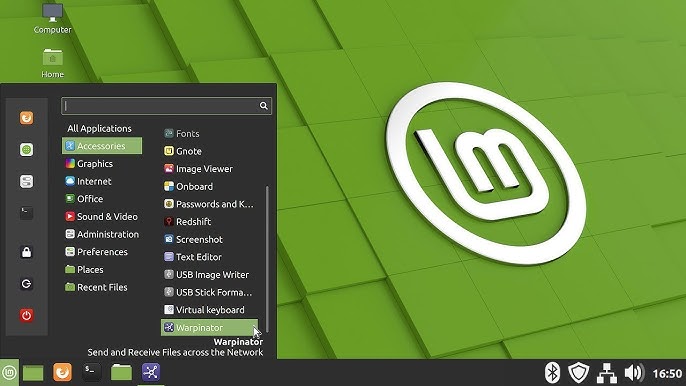 Computer
Home
All Applications
Accessories
Graphics
Internet
Office
Sound & Video
Administration
Preferences
Places
Recent Files
Fonts
Gnote
Image Viewer
Onboard
Passwords and K...
Redshift
Screenshot
Text Editor
USB Image Writer
USB Stick Forma...
Virtual keyboard
Warpinator
Warpinator
Send and Receive Files across the Network
lm
16:50